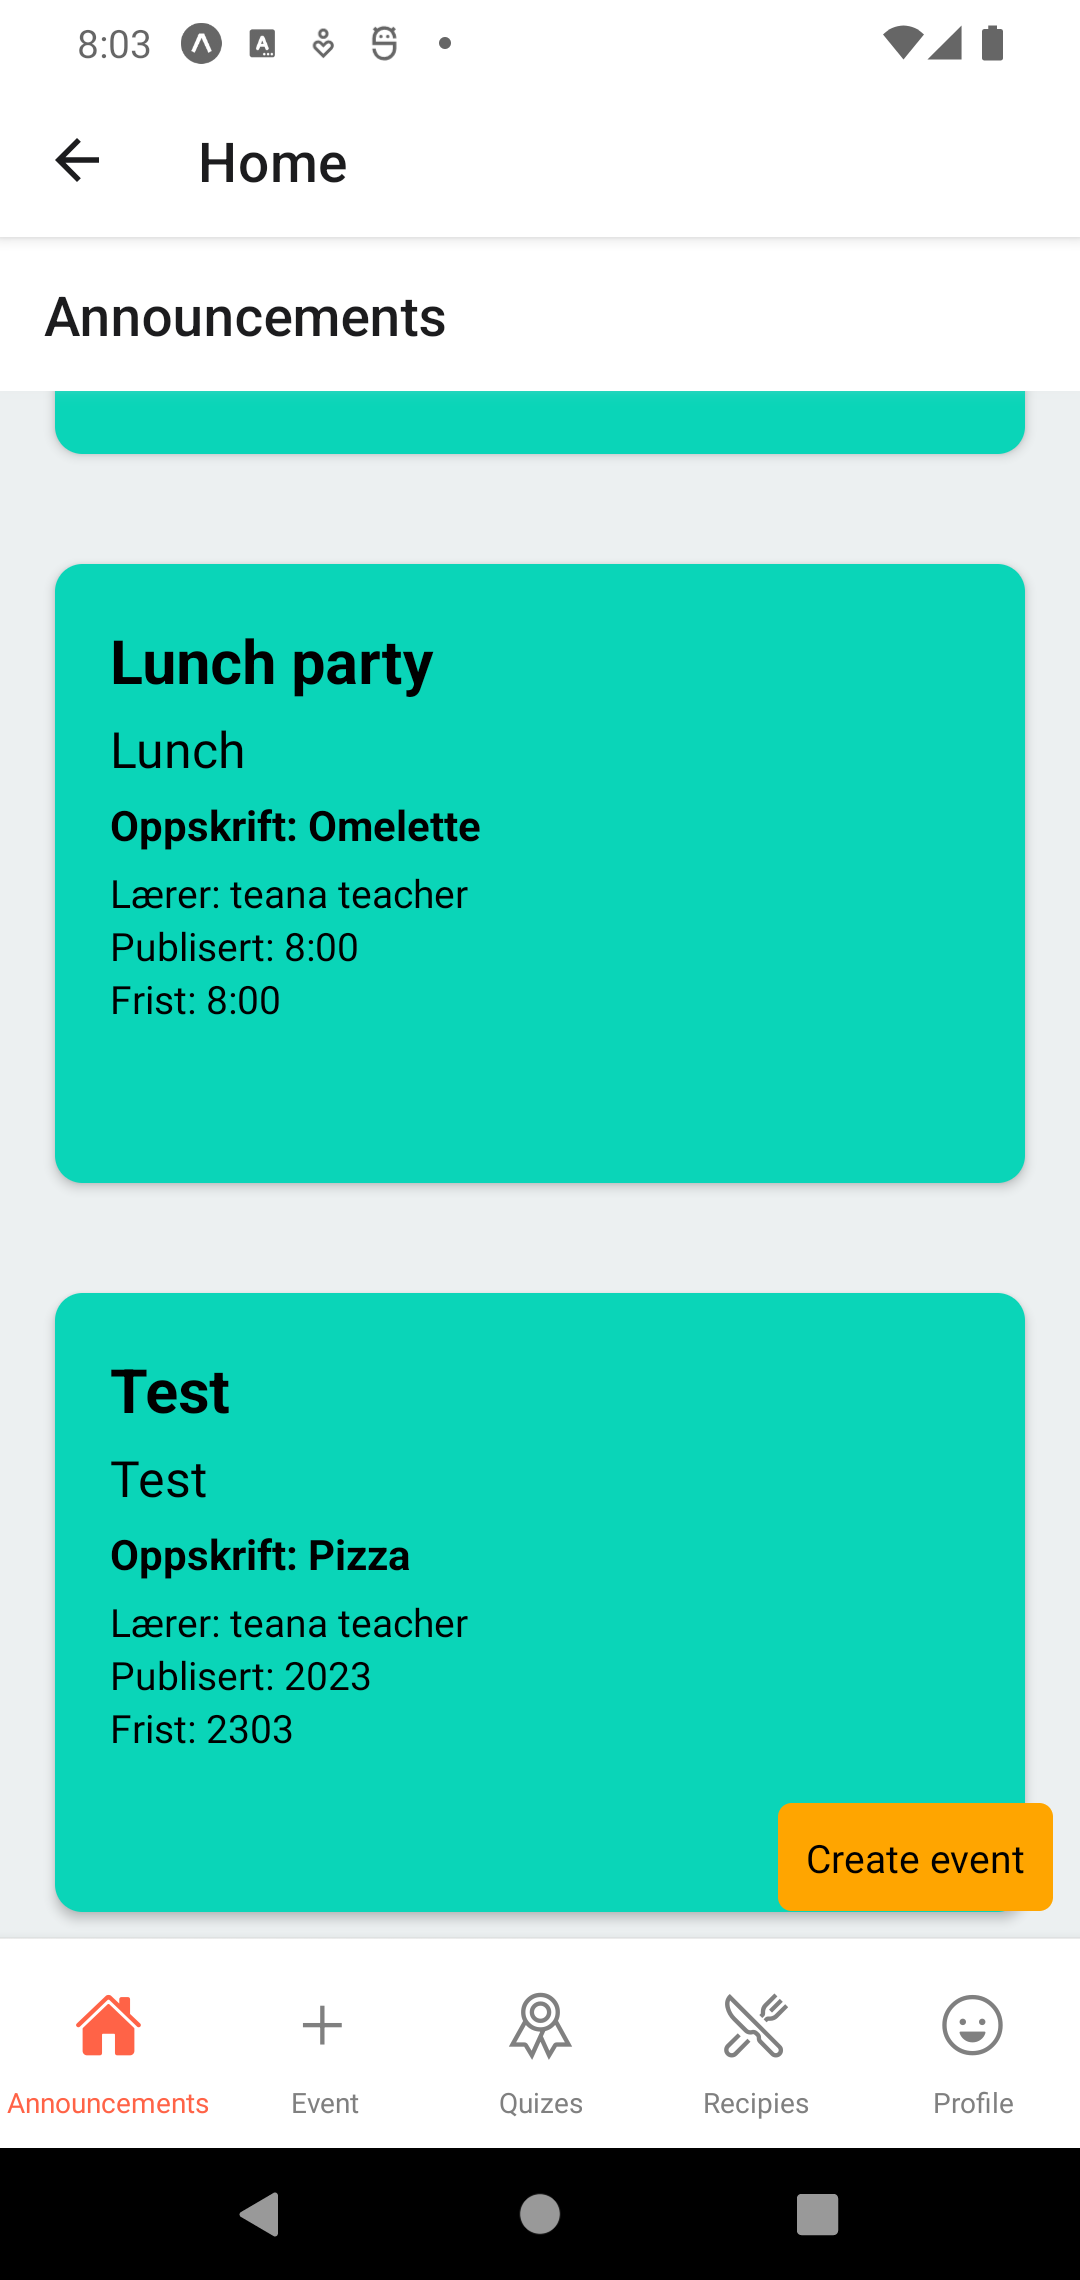 8:03
Home
Announcements
Lunch party
Lunch
Oppskrift: Omelette
Lærer: teana teacher
Publisert: 8:00
Frist: 8:00
Test
Test
Oppskrift: Pizza
Lærer: teana teacher
Publisert: 2023
Frist: 2303
Create event
Announcements
Event
Quizes
Recipies
Profile